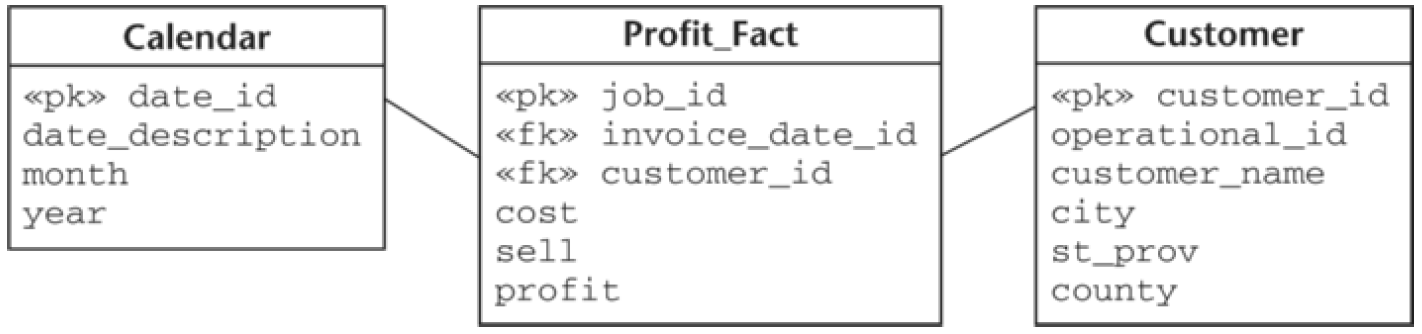 Calendar
«pk» date_id
date_description
month
year
Profit_Fact
«pk» job_id
«fk» invoice_date_id
«fk» customer_id
cost
sell
profit
Customer
«pk» customer_id
operational_id
customer_name
city
st_prov
county